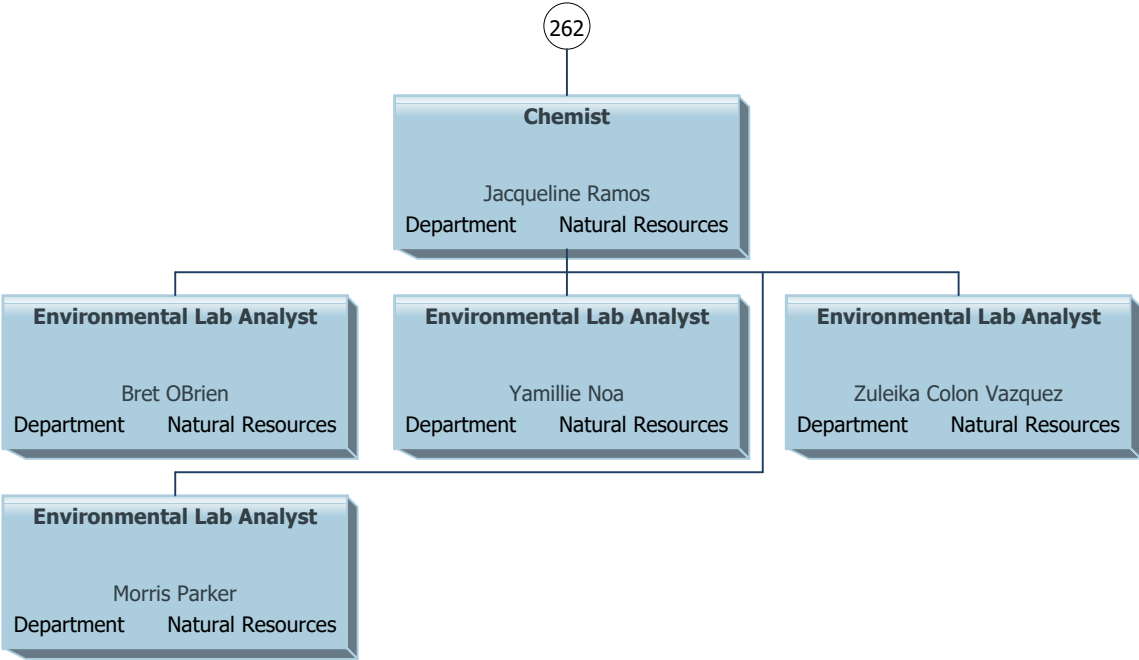 262
Chemist
Jacqueline Ramos
Department Natural Resources
Environmental Lab Analyst
Bret OBrien
Department Natural Resources
Environmental Lab Analyst
Yamillie Noa
Department Natural Resources
Environmental Lab Analyst
Zuleika Colon Vazquez
Department Natural Resources
Environmental Lab Analyst
Morris Parker
Department Natural Resources